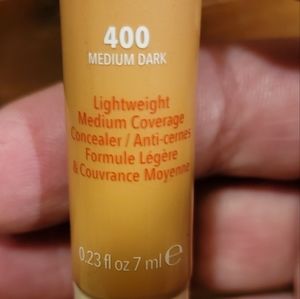 400
MEDIUM DARK
Lightweight
Medium Coverage
Concealer / Anti-cernes
Formule Légère
& Couvrance Moyenne
0.23 fl oz 7 ml ℮